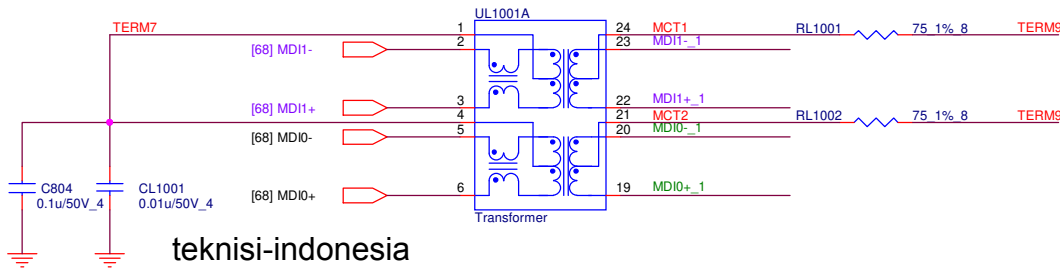 UL1001A
TERM7 1 24 MCT1 RL1001 75_1%_8 TERM9
[68] MDI1- 2 23 MDI1-_1
[68] MDI1+ 3 22 MDI1+_1
4 21 MCT2 RL1002 75_1%_8 TERM9
[68] MDI0- 5 20 MDI0-_1
[68] MDI0+ 6 19 MDI0+_1
C804 CL1001
0.1u/50V_4 0.01u/50V_4
Transformer
teknisi-indonesia